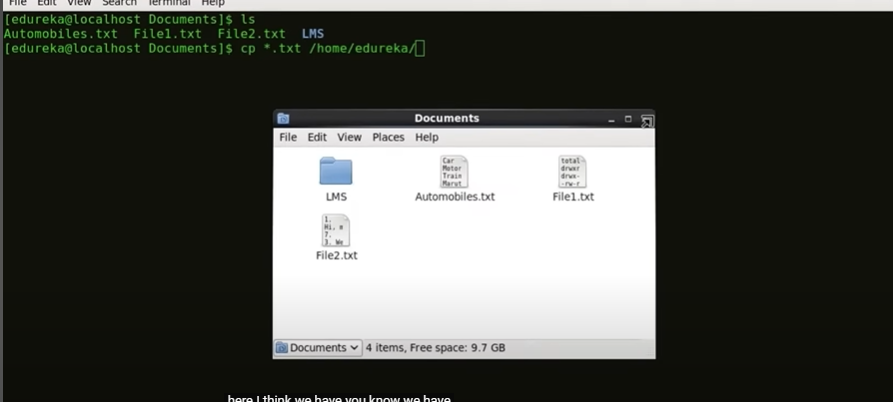 File Edit View Search Terminal Help
[edureka@localhost Documents]$ ls
Automobiles.txt File1.txt File2.txt LMS
[edureka@localhost Documents]$ cp *.txt /home/edureka/
Documents
File Edit View Places Help
Car
Motor
Train
Marut
total
drwxr
drwx-
-rw-r
LMS Automobiles.txt File1.txt
1.
Hi, m
7.
3. We
File2.txt
Documents 4 items, Free space: 9.7 GB
here I think we have you know we have